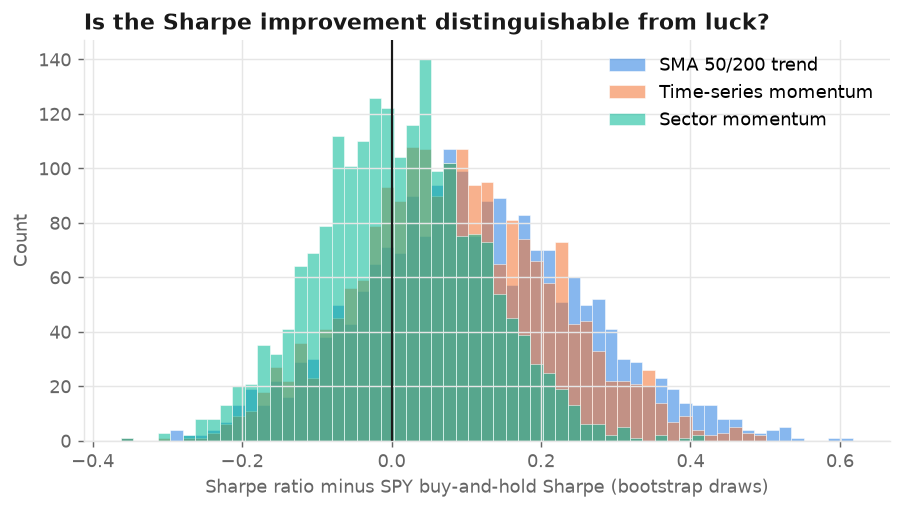 Is the Sharpe improvement distinguishable from luck?
SMA 50/200 trend
Time-series momentum
Sector momentum
Count
140
120
100
80
60
40
20
0
−0.4
−0.2
0.0
0.2
0.4
0.6
Sharpe ratio minus SPY buy-and-hold Sharpe (bootstrap draws)